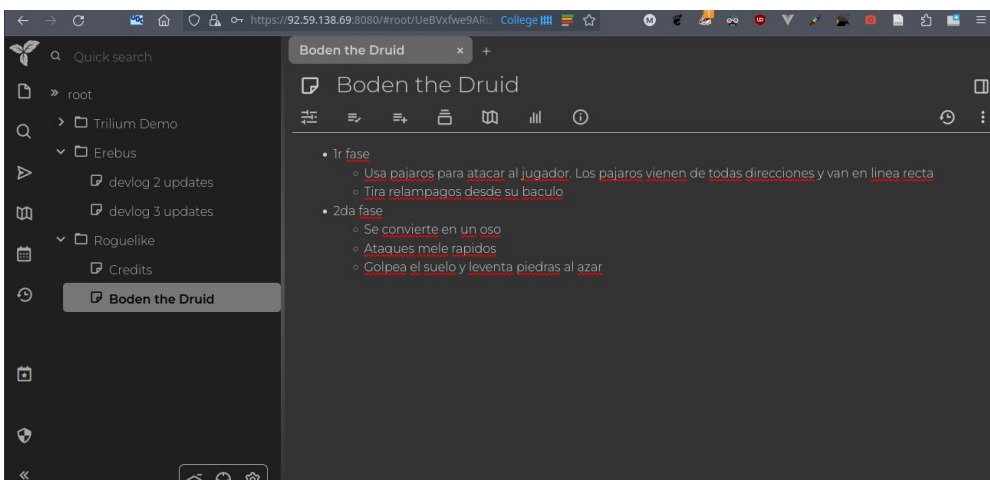 https://92.59.138.69:8080/#root/UeBVxfwe9ARu College
Quick search
Boden the Druid × +
Boden the Druid
root
Trilium Demo
Erebus
devlog 2 updates
devlog 3 updates
Roguelike
Credits
Boden the Druid
1r fase
Usa pajaros para atacar al jugador. Los pajaros vienen de todas direcciones y van en linea recta
Tira relampagos desde su baculo
2da fase
Se convierte en un oso
Ataques mele rapidos
Golpea el suelo y leventa piedras al azar